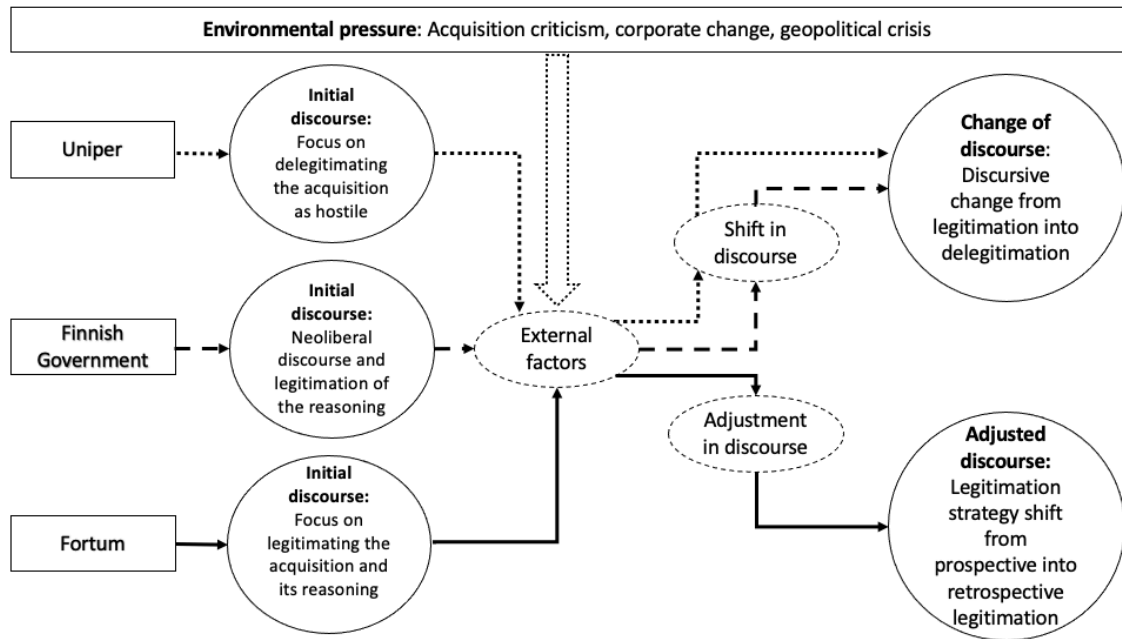 Environmental pressure: Acquisition criticism, corporate change, geopolitical crisis
Uniper
Initial
discourse:
Focus on
delegitimating
the acquisition
as hostile
Finnish
Government
Initial
discourse:
Neoliberal
discourse and
legitimation of
the reasoning
Fortum
Initial
discourse:
Focus on
legitimating the
acquisition and
its reasoning
External
factors
Shift in
discourse
Adjustment
in discourse
Change of
discourse:
Discursive
change from
legitimation into
delegitimation
Adjusted
discourse:
Legitimation
strategy shift
from
prospective into
retrospective
legitimation